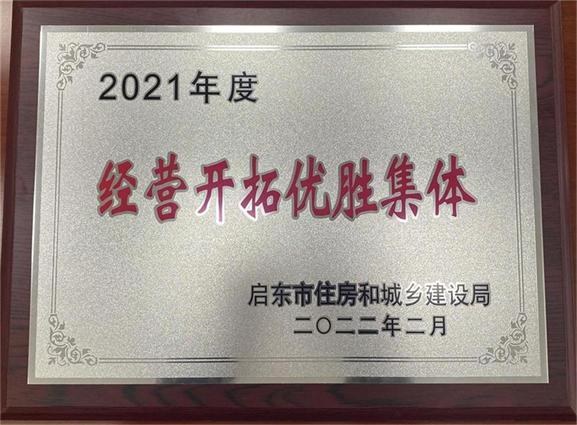 2021年度
经营开拓优胜集体
启东市住房和城乡建设局
二〇二二年二月